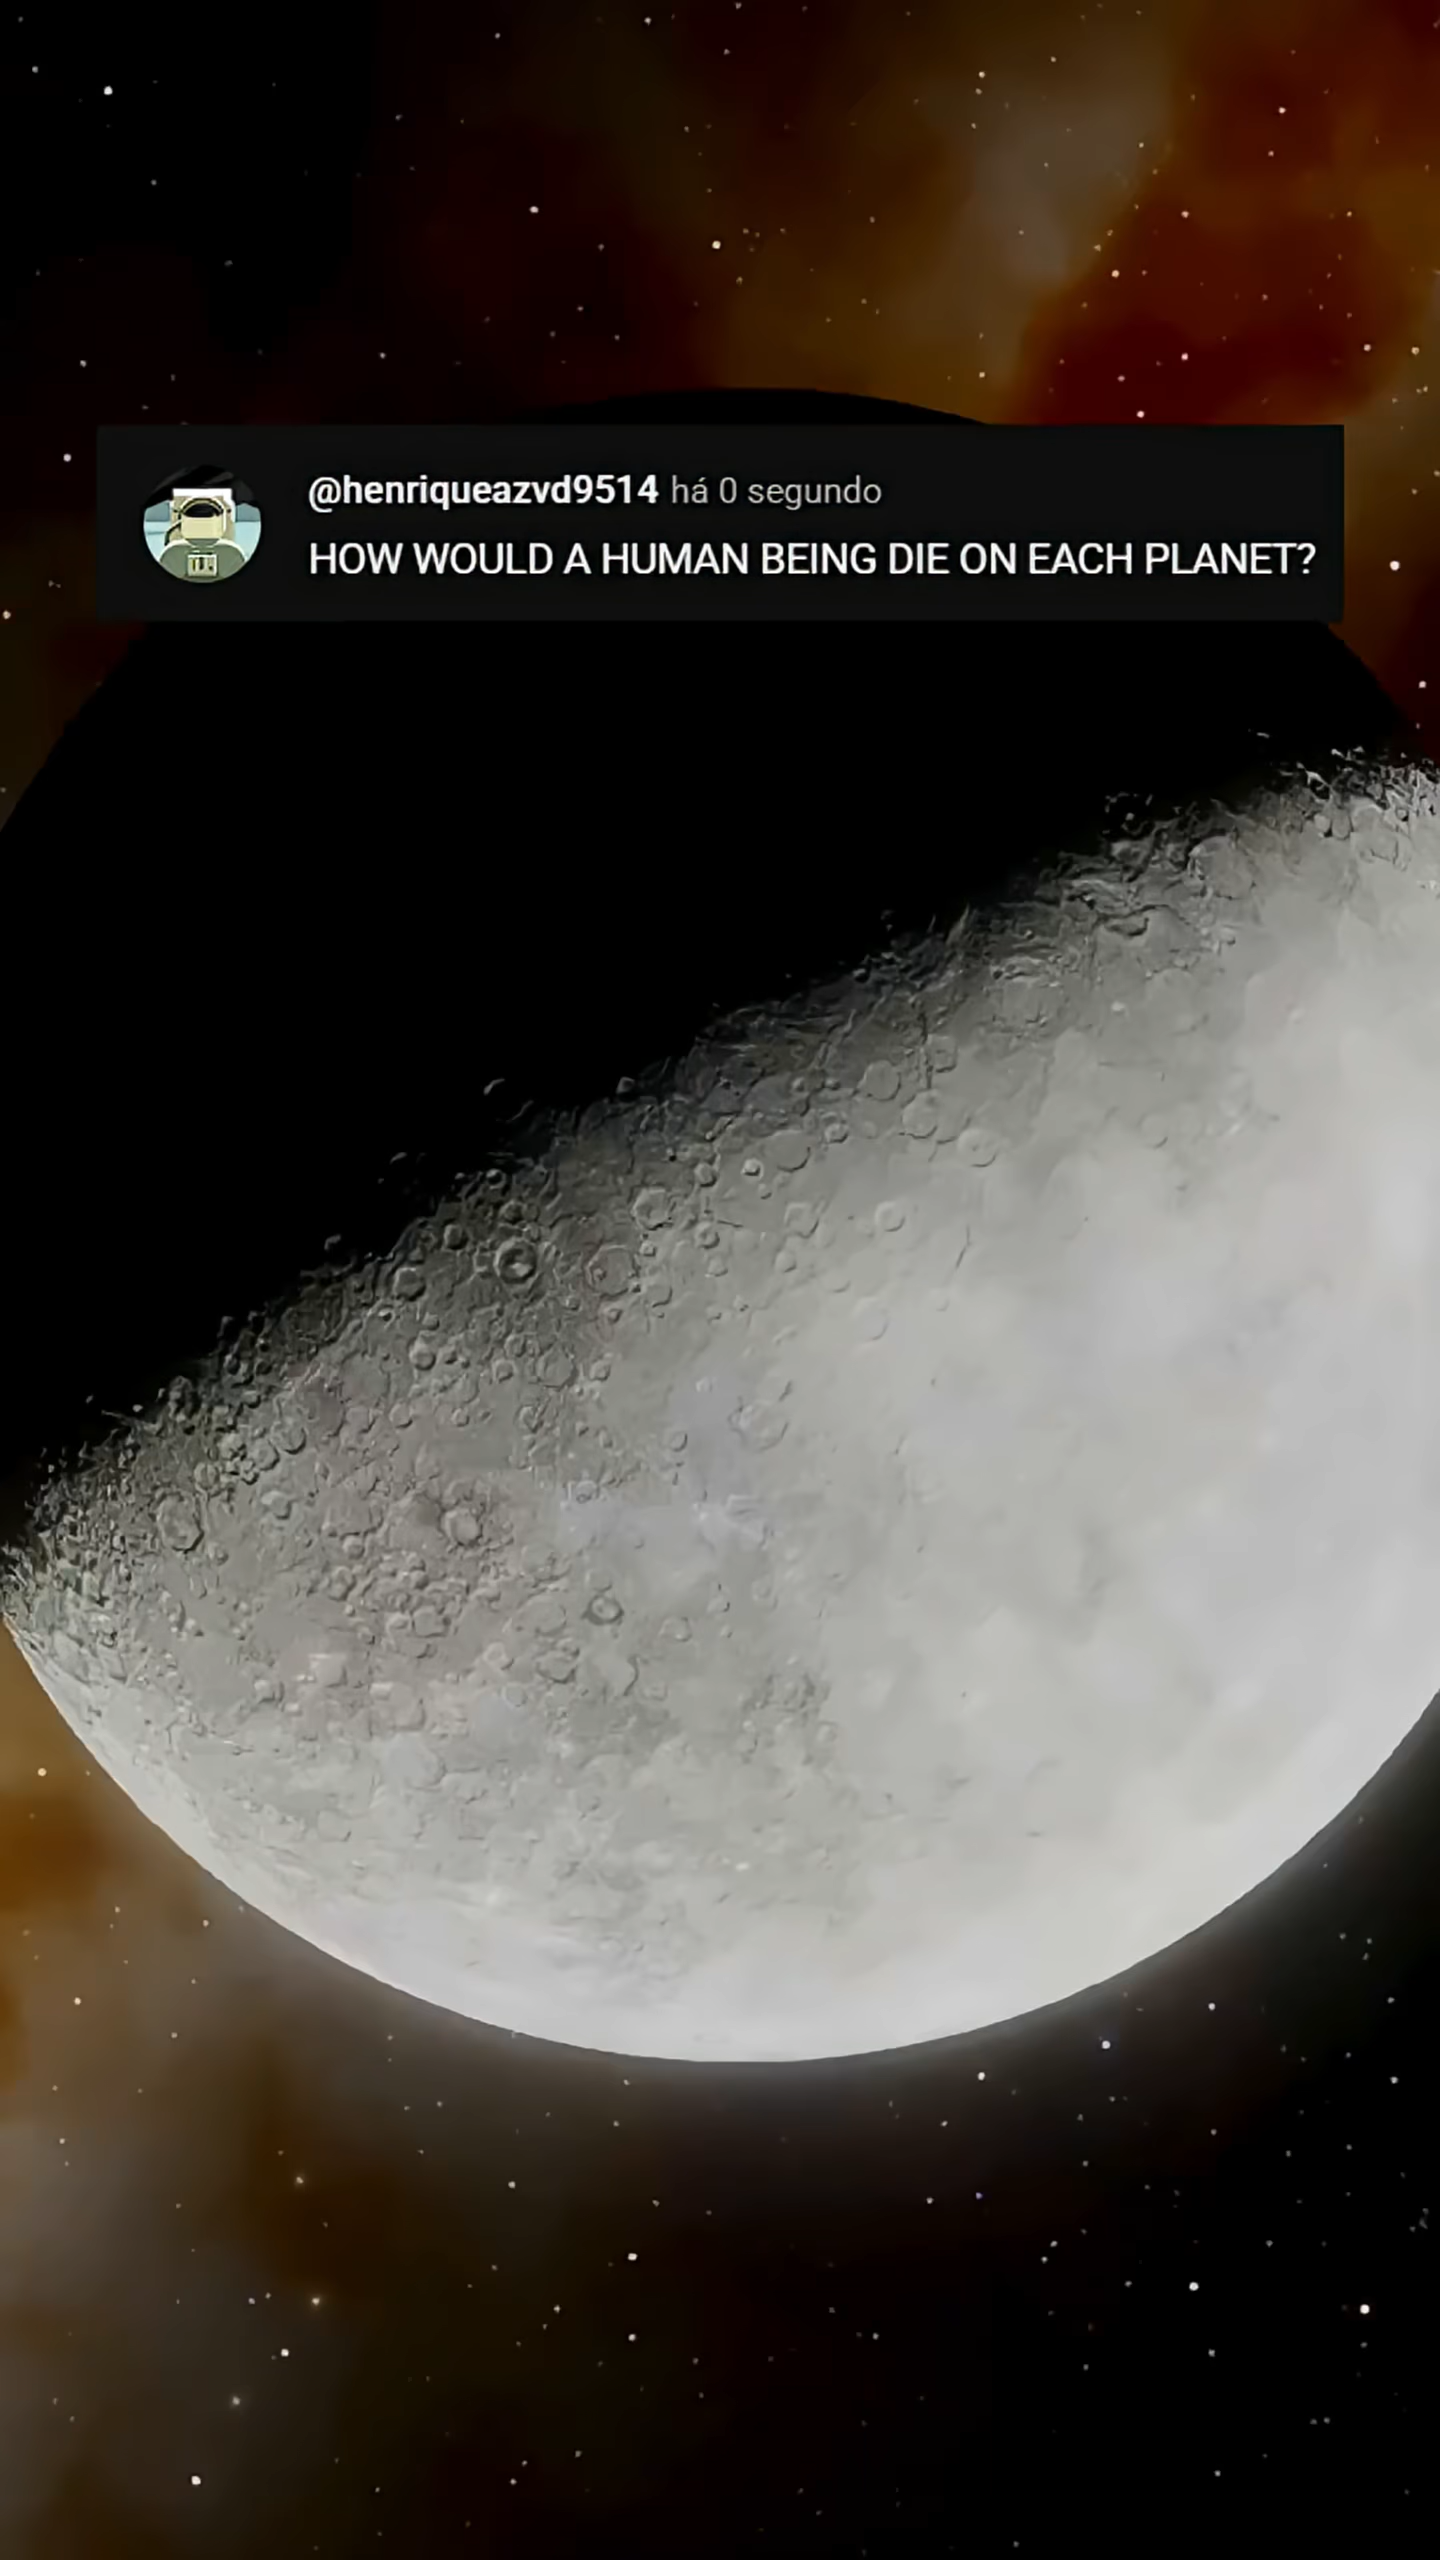 @henriqueazvd9514 há 0 segundo
HOW WOULD A HUMAN BEING DIE ON EACH PLANET?